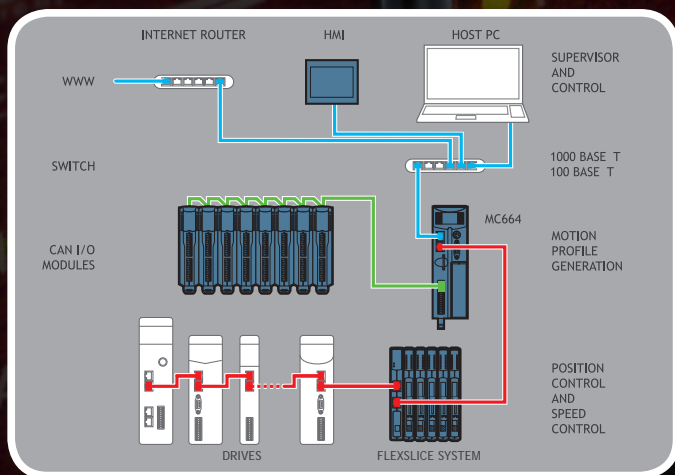 INTERNET ROUTER
HMI
HOST PC
WWW
SUPERVISOR
AND
CONTROL
SWITCH
1000 BASE T
100 BASE T
MC664
CAN I/O
MODULES
MOTION
PROFILE
GENERATION
POSITION
CONTROL
AND
SPEED
CONTROL
DRIVES
FLEXSLICE SYSTEM